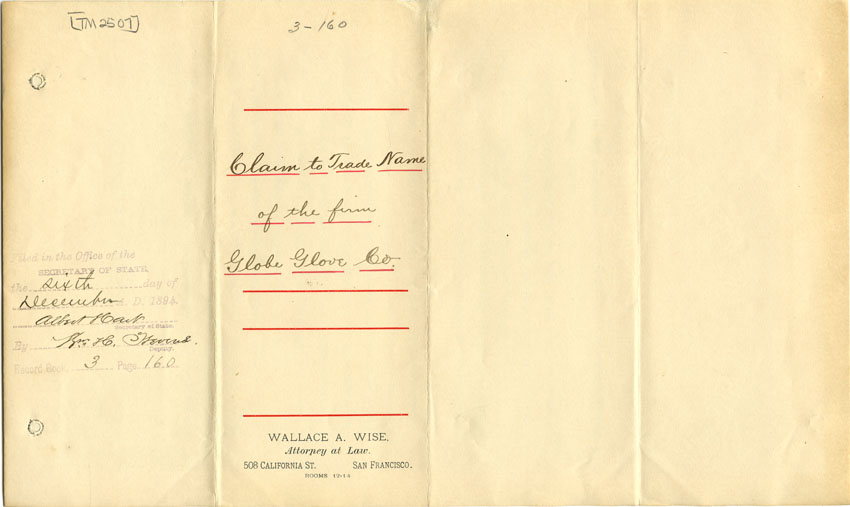 [TM2507]
3-160
Claim to Trade Name
of the firm
Globe Glove Co.
Filed in the Office of the
SECRETARY OF STATE
the sixth day of
December A. D. 1894.
Albert Hart
Secretary of State.
By Wm. H. Stevens.
Deputy.
Record Book 3 Page 160
WALLACE A. WISE,
Attorney at Law.
508 CALIFORNIA ST. SAN FRANCISCO.
ROOMS 12-14